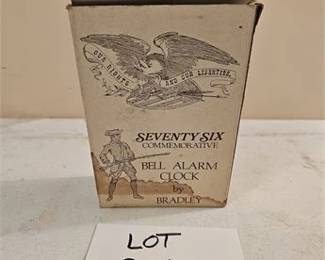 OUR RIGHTS AND OUR LIBERTIES.
SEVENTY SIX
COMMEMORATIVE
BELL ALARM
CLOCK
by
BRADLEY
LOT